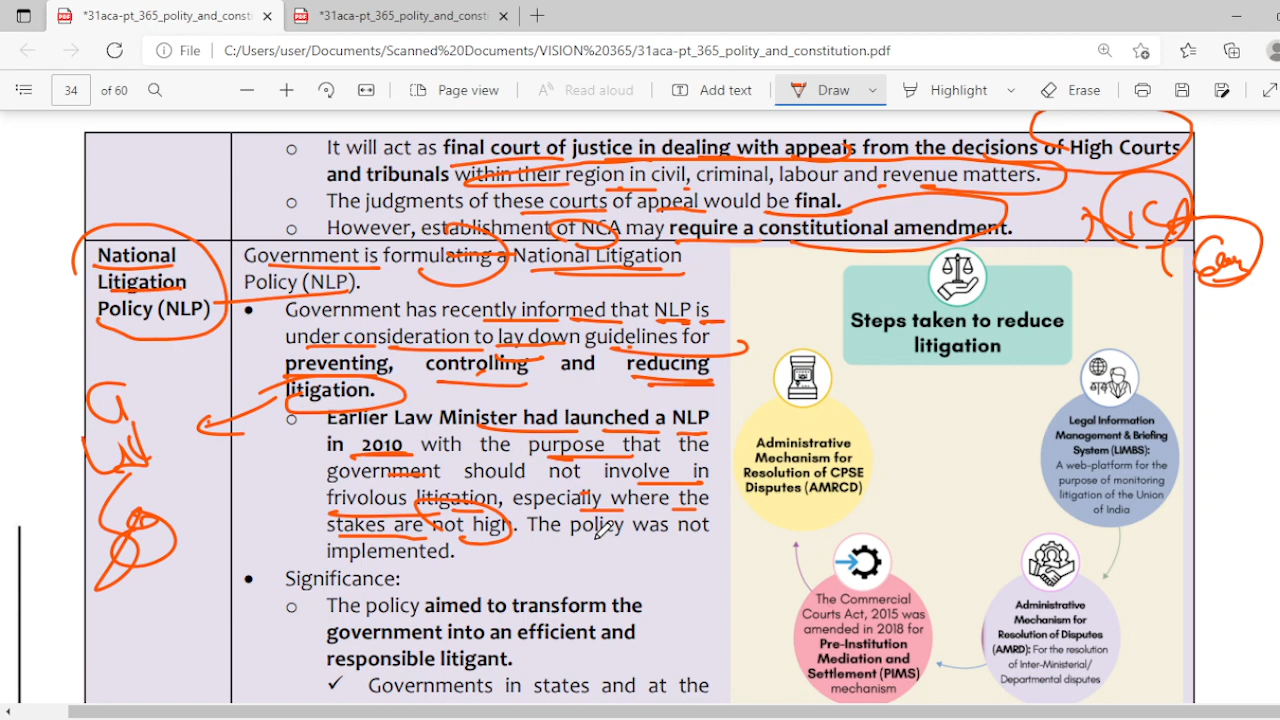 *31aca-pt_365_polity_and_consti
*31aca-pt_365_polity_and_consti
File
C:/Users/user/Documents/Scanned%20Documents/VISION%20365/31aca-pt_365_polity_and_constitution.pdf
34 of 60
Page view
Read aloud
Add text
Draw
Highlight
Erase
o It will act as final court of justice in dealing with appeals from the decisions of High Courts
and tribunals within their region in civil, criminal, labour and revenue matters.
o The judgments of these courts of appeal would be final.
o However, establishment of NCA may require a constitutional amendment.
NCA
National
Litigation
Policy (NLP)
Government is formulating a National Litigation
Policy (NLP).
• Government has recently informed that NLP is
under consideration to lay down guidelines for
preventing, controlling and reducing
litigation.
o Earlier Law Minister had launched a NLP
in 2010 with the purpose that the
government should not involve in
frivolous litigation, especially where the
stakes are not high. The policy was not
implemented.
• Significance:
o The policy aimed to transform the
government into an efficient and
responsible litigant.
✓ Governments in states and at the
Steps taken to reduce
litigation
Administrative
Mechanism for
Resolution of CPSE
Disputes (AMRCD)
Legal Information
Management & Briefing
System (LIMBS):
A web-platform for the
purpose of monitoring
litigation of the Union
of India
The Commercial
Courts Act, 2015 was
amended in 2018 for
Pre-Institution
Mediation and
Settlement (PIMS)
mechanism
Administrative
Mechanism for
Resolution of Disputes
(AMRD): For the resolution
of Inter-Ministerial/
Departmental disputes